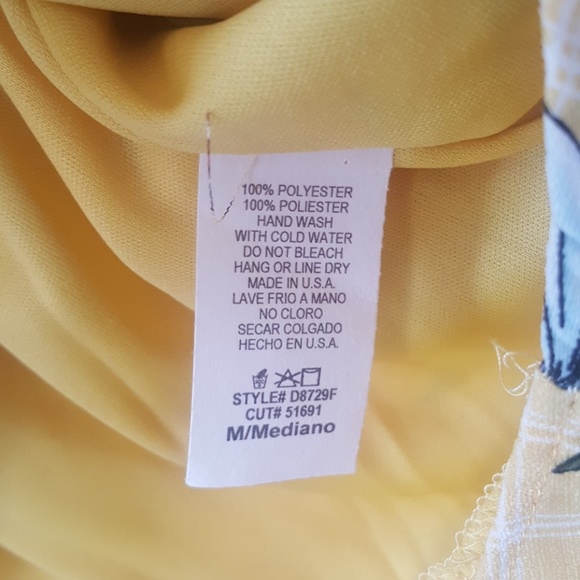 100% POLYESTER
100% POLIESTER
HAND WASH
WITH COLD WATER
DO NOT BLEACH
HANG OR LINE DRY
MADE IN U.S.A.
LAVE FRIO A MANO
NO CLORO
SECAR COLGADO
HECHO EN U.S.A.
STYLE# D8729F
CUT# 51691
M/Mediano